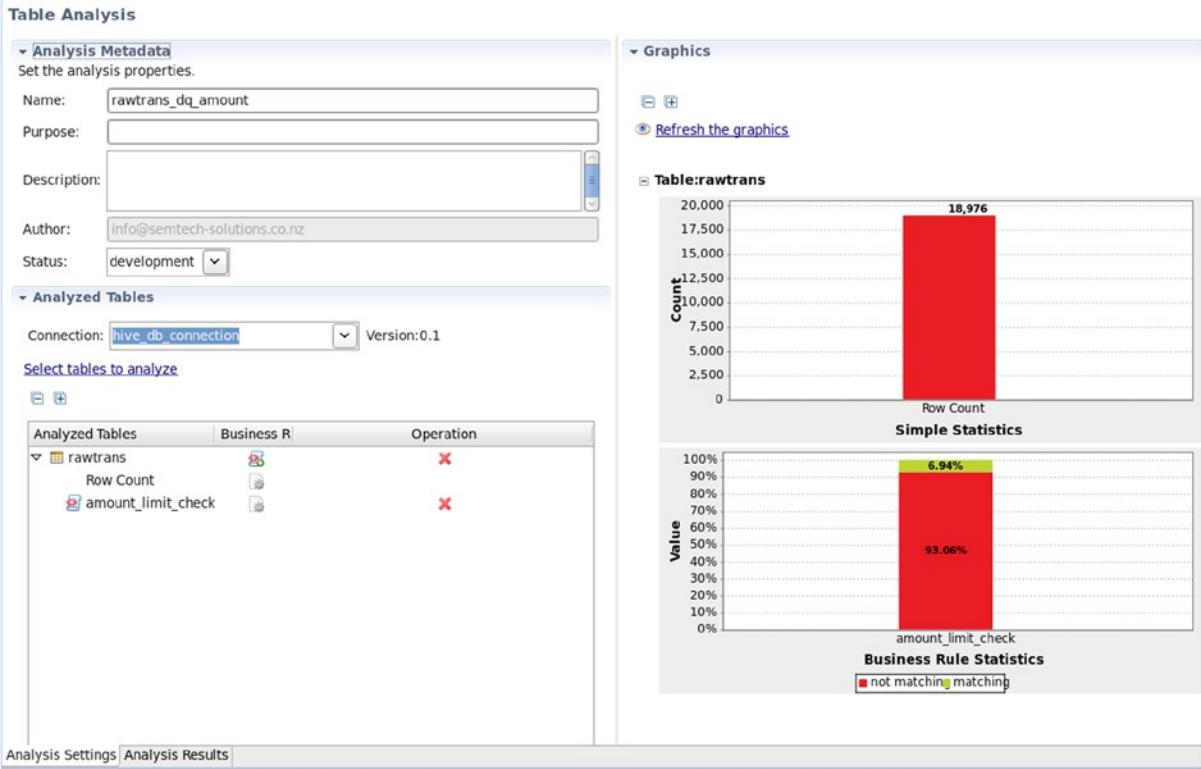 Table Analysis
Analysis Metadata
Set the analysis properties.
Name: rawtrans_dq_amount
Purpose:
Description:
Author: info@semtech-solutions.co.nz
Status: development
Analyzed Tables
Connection: hive_db_connection Version:0.1
Select tables to analyze
Analyzed Tables Business R Operation
rawtrans
Row Count
amount_limit_check
Analysis Settings Analysis Results
Graphics
Refresh the graphics
Table:rawtrans
Count
20,000
17,500
15,000
12,500
10,000
7,500
5,000
2,500
0
18,976
Row Count
Simple Statistics
Value
100%
90%
80%
70%
60%
50%
40%
30%
20%
10%
0%
6.94%
93.06%
amount_limit_check
Business Rule Statistics
not matching matching